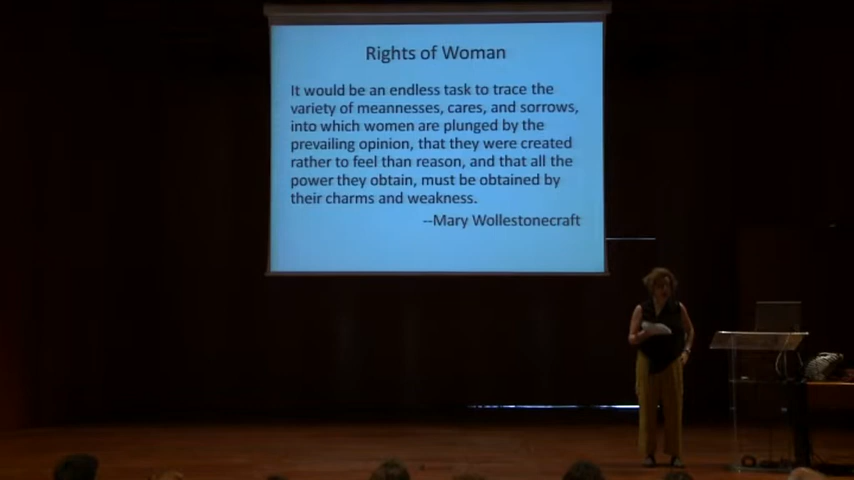 Rights of Woman
It would be an endless task to trace the
variety of meannesses, cares, and sorrows,
into which women are plunged by the
prevailing opinion, that they were created
rather to feel than reason, and that all the
power they obtain, must be obtained by
their charms and weakness.
--Mary Wollestonecraft